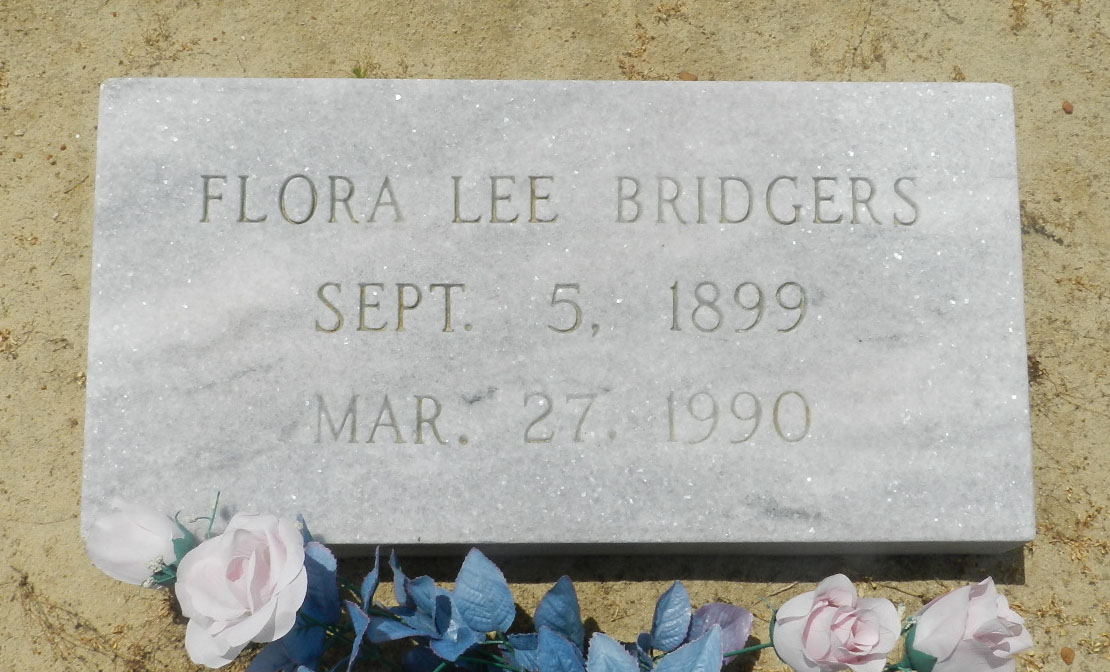 FLORA LEE BRIDGERS
SEPT. 5, 1899
MAR. 27, 1990